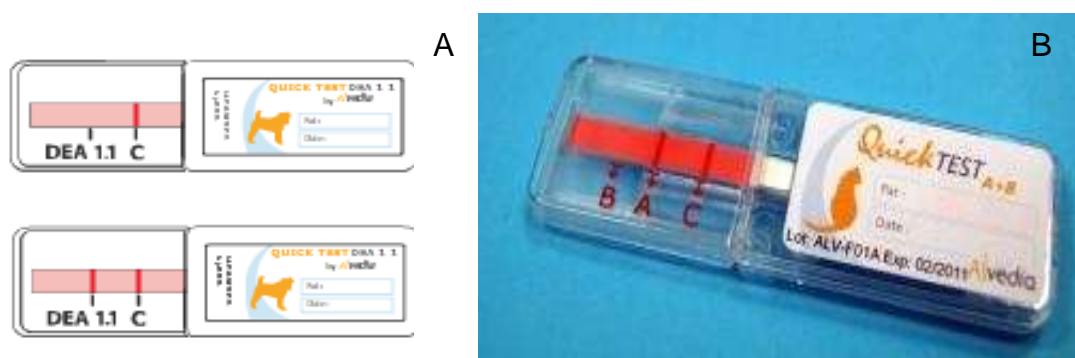 A
QUICK TEST DEA 1 1
by Alvedia
DEA 1.1 C
QUICK TEST DEA 1 1
by Alvedia
DEA 1.1 C
B
QuickTEST A+B
Pat
Date
Lot: ALV-F01A Exp: 02/2011 Alvedia
B A C